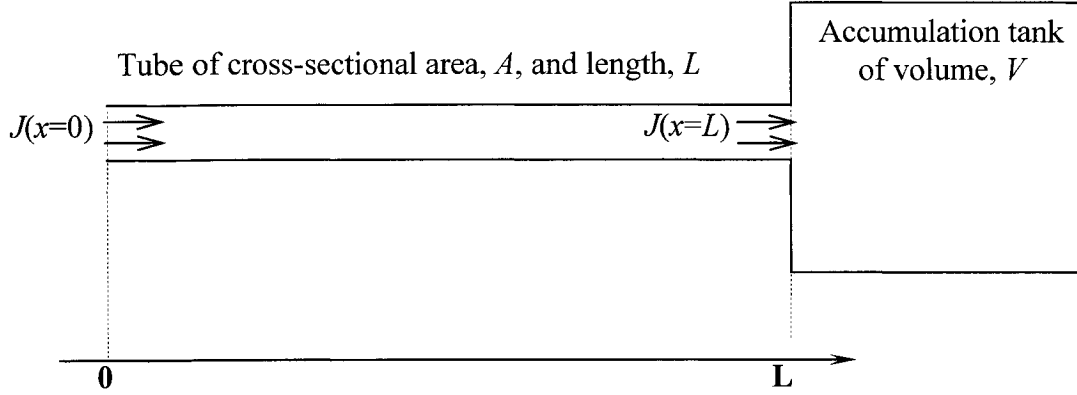 Accumulation tank
of volume, V
Tube of cross-sectional area, A, and length, L
J(x=0)
J(x=L)
0
L